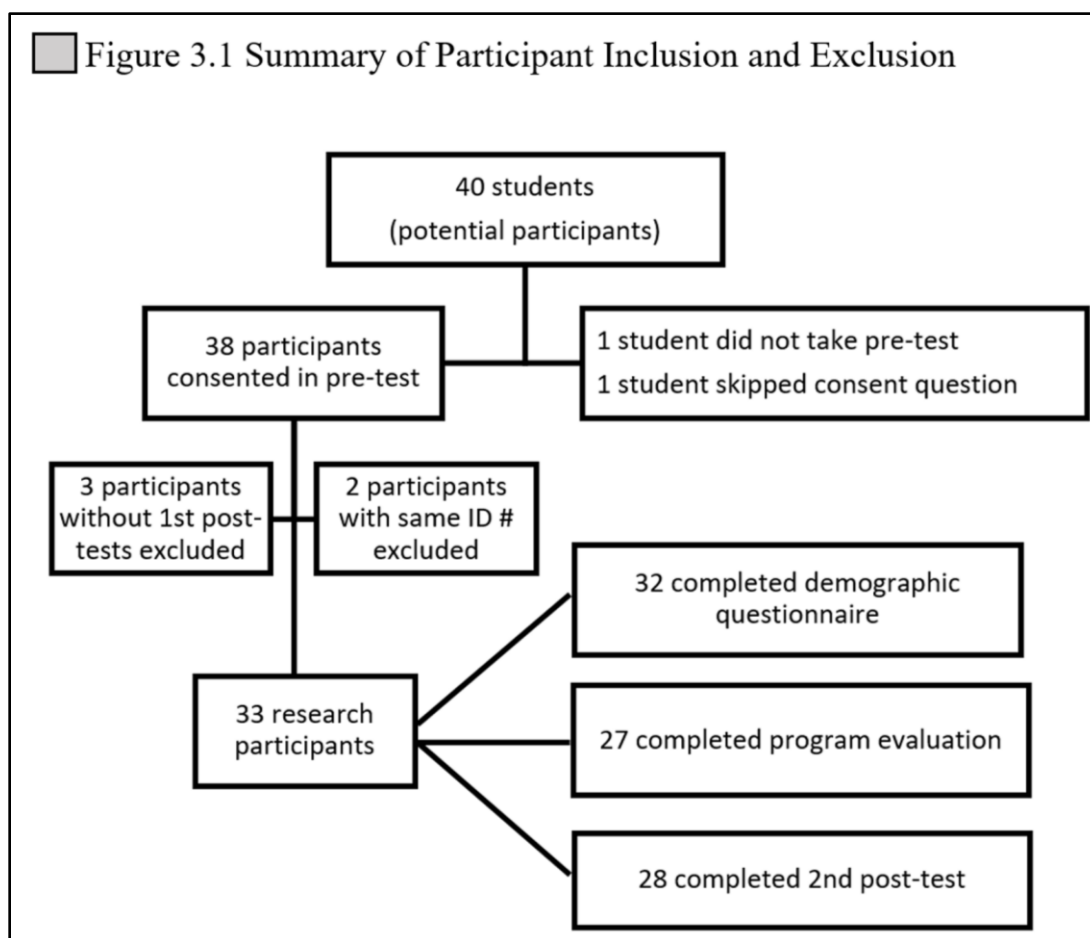 Figure 3.1 Summary of Participant Inclusion and Exclusion
40 students
(potential participants)
38 participants
consented in pre-test
1 student did not take pre-test
1 student skipped consent question
3 participants
without 1st post-
tests excluded
2 participants
with same ID #
excluded
32 completed demographic
questionnaire
33 research
participants
27 completed program evaluation
28 completed 2nd post-test